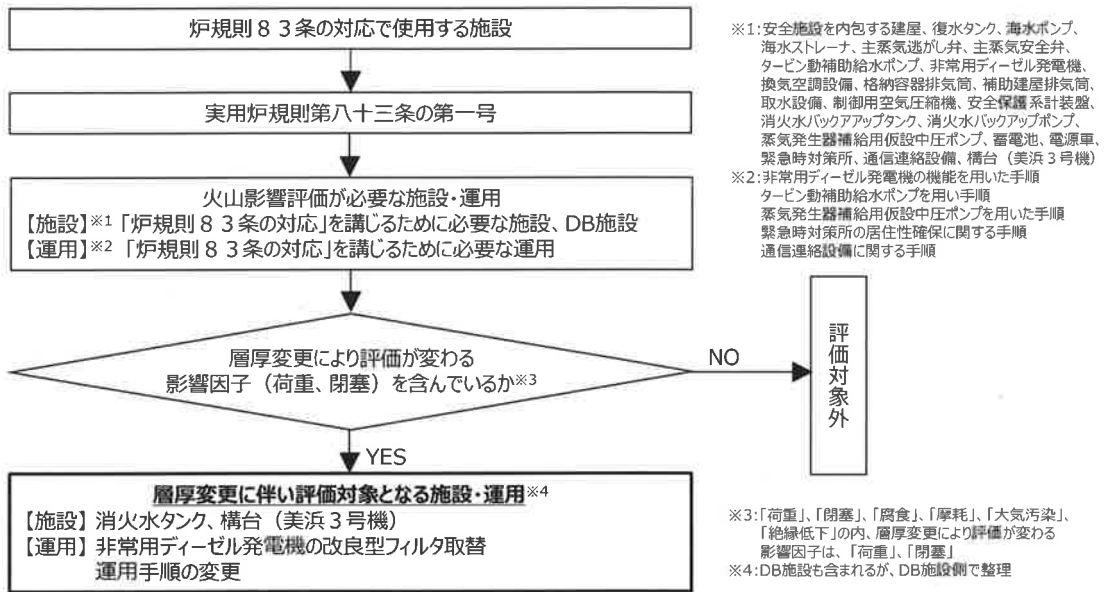 炉規則８３条の対応で使用する施設
実用炉規則第八十三条の第一号
火山影響評価が必要な施設・運用
【施設】※1「炉規則８３条の対応」を講じるために必要な施設、DB施設
【運用】※2「炉規則８３条の対応」を講じるために必要な運用
層厚変更により評価が変わる
影響因子（荷重、閉塞）を含んでいるか※3
NO
評価対象外
YES
層厚変更に伴い評価対象となる施設・運用※4
【施設】消火水タンク、構台（美浜３号機）
【運用】非常用ディーゼル発電機の改良型フィルタ取替
運用手順の変更
※1:安全施設を内包する建屋、復水タンク、海水ポンプ、
海水ストレーナ、主蒸気逃がし弁、主蒸気安全弁、
タービン動補助給水ポンプ、非常用ディーゼル発電機、
換気空調設備、格納容器排気筒、補助建屋排気筒、
取水設備、制御用空気圧縮機、安全保護系計装盤、
消火水バックアアップタンク、消火水バックアップポンプ、
蒸気発生器補給用仮設中圧ポンプ、蓄電池、電源車、
緊急時対策所、通信連絡設備、構台（美浜３号機）
※2:非常用ディーゼル発電機の機能を用いた手順
タービン動補助給水ポンプを用い手順
蒸気発生器補給用仮設中圧ポンプを用いた手順
緊急時対策所の居住性確保に関する手順
通信連絡設備に関する手順
※3:「荷重」、「閉塞」、「腐食」、「摩耗」、「大気汚染」、
「絶縁低下」の内、層厚変更により評価が変わる
影響因子は、「荷重」、「閉塞」
※4:DB施設も含まれるが、DB施設側で整理